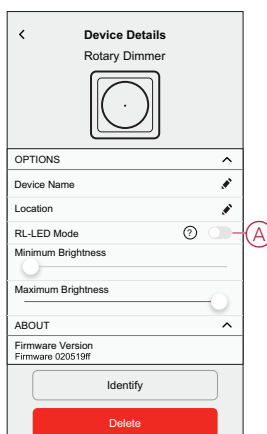 Device Details
Rotary Dimmer
OPTIONS
Device Name
Location
RL-LED Mode ? A
Minimum Brightness
Maximum Brightness
ABOUT
Firmware Version
Firmware 020519ff
Identify
Delete